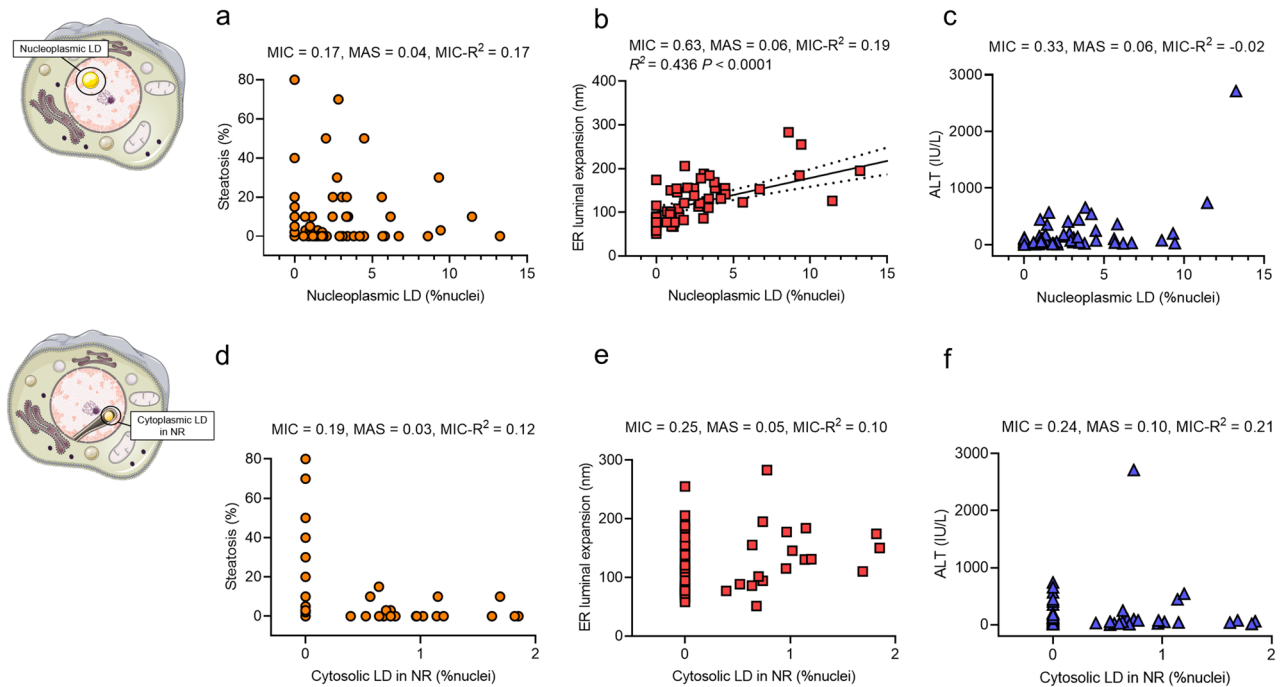 a
b
c
Nucleoplasmic LD
MIC = 0.17, MAS = 0.04, MIC-R² = 0.17
MIC = 0.63, MAS = 0.06, MIC-R² = 0.19
R² = 0.436 P < 0.0001
MIC = 0.33, MAS = 0.06, MIC-R² = -0.02
Steatosis (%)
80
60
40
20
0
0 5 10 15
Nucleoplasmic LD (%nuclei)
ER luminal expansion (nm)
400
300
200
100
0
0 5 10 15
Nucleoplasmic LD (%nuclei)
ALT (IU/L)
3000
2000
1000
0
0 5 10 15
Nucleoplasmic LD (%nuclei)
d
e
f
Cytoplasmic LD
in NR
MIC = 0.19, MAS = 0.03, MIC-R² = 0.12
MIC = 0.25, MAS = 0.05, MIC-R² = 0.10
MIC = 0.24, MAS = 0.10, MIC-R² = 0.21
Steatosis (%)
80
60
40
20
0
0 1 2
Cytosolic LD in NR (%nuclei)
ER luminal expansion (nm)
300
200
100
0
0 1 2
Cytosolic LD in NR (%nuclei)
ALT (IU/L)
3000
2000
1000
0
0 1 2
Cytosolic LD in NR (%nuclei)